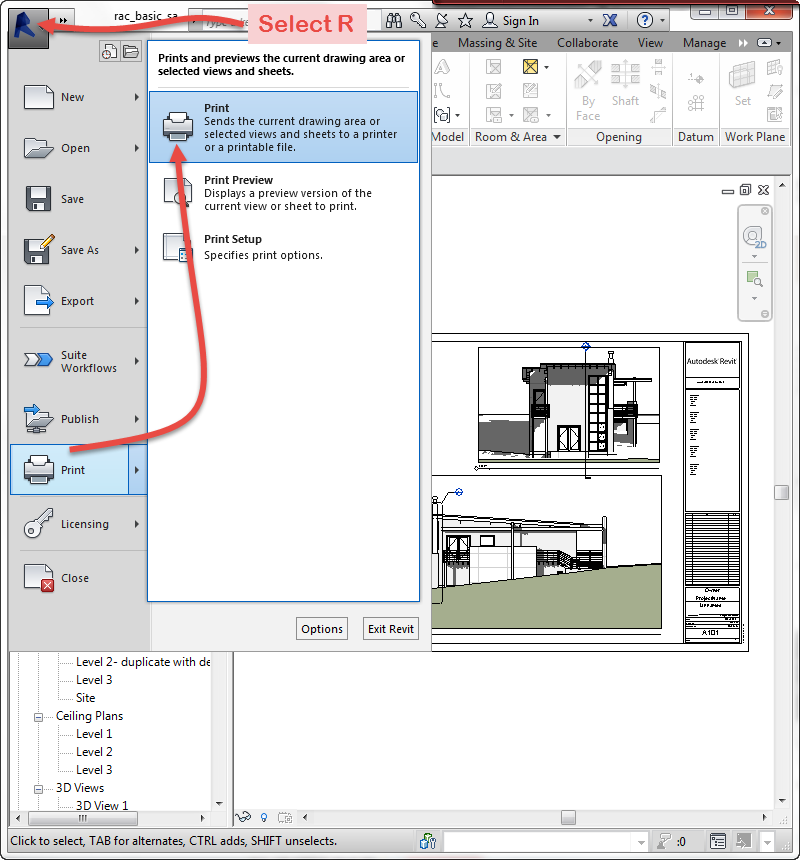 rac_basic_sa
Select R
Sign In
Massing & Site
Collaborate
View
Manage
Model
Room & Area
By
Face
Shaft
Opening
Datum
Set
Work Plane
New
Open
Save
Save As
Export
Suite
Workflows
Publish
Print
Licensing
Close
Prints and previews the current drawing area or
selected views and sheets.
Print
Sends the current drawing area or
selected views and sheets to a printer
or a printable file.
Print Preview
Displays a preview version of the
current view or sheet to print.
Print Setup
Specifies print options.
Options
Exit Revit
2D
Autodesk Revit
Owner
Project Name
A101
Level 2- duplicate with de
Level 3
Site
Ceiling Plans
Level 1
Level 2
Level 3
3D Views
3D View 1
Click to select, TAB for alternates, CTRL adds, SHIFT unselects.
:0